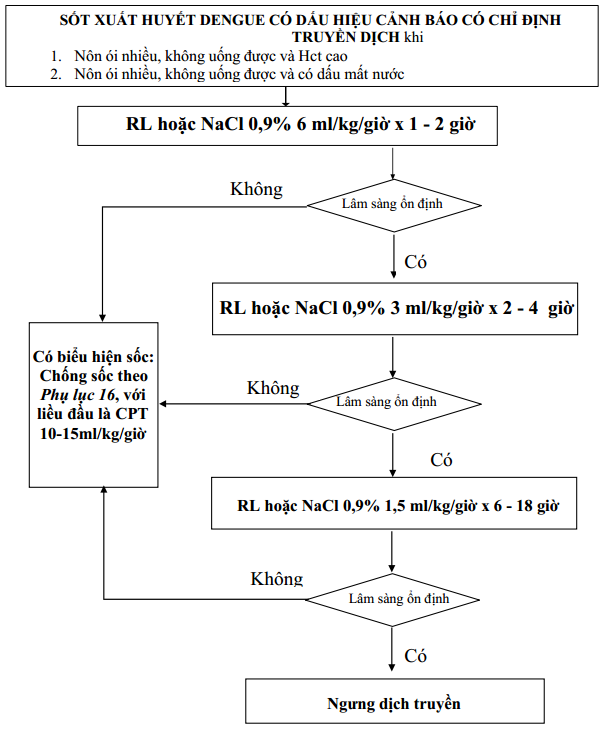 SỐT XUẤT HUYẾT DENGUE CÓ DẤU HIỆU CẢNH BÁO CÓ CHỈ ĐỊNH
TRUYỀN DỊCH khi
1. Nôn ói nhiều, không uống được và Hct cao
2. Nôn ói nhiều, không uống được và có dấu mất nước
RL hoặc NaCl 0,9% 6 ml/kg/giờ x 1 - 2 giờ
Không
Lâm sàng ổn định
Có
RL hoặc NaCl 0,9% 3 ml/kg/giờ x 2 - 4 giờ
Có biểu hiện sốc:
Chống sốc theo
Phụ lục 16, với
liều đầu là CPT
10-15ml/kg/giờ
Không
Lâm sàng ổn định
Có
RL hoặc NaCl 0,9% 1,5 ml/kg/giờ x 6 - 18 giờ
Không
Lâm sàng ổn định
Có
Ngưng dịch truyền